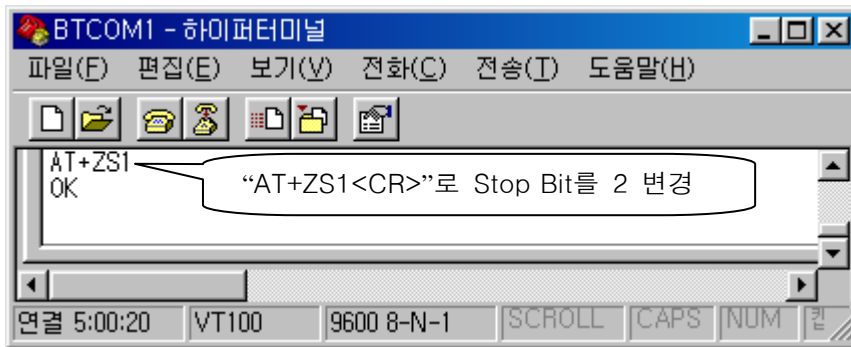 BTCOM1 - 하이퍼터미널
파일(F) 편집(E) 보기(V) 전화(C) 전송(T) 도움말(H)
AT+ZS1
OK
“AT+ZS1<CR>”로 Stop Bit를 2 변경
연결 5:00:20 VT100 9600 8-N-1 SCROLL CAPS NUM